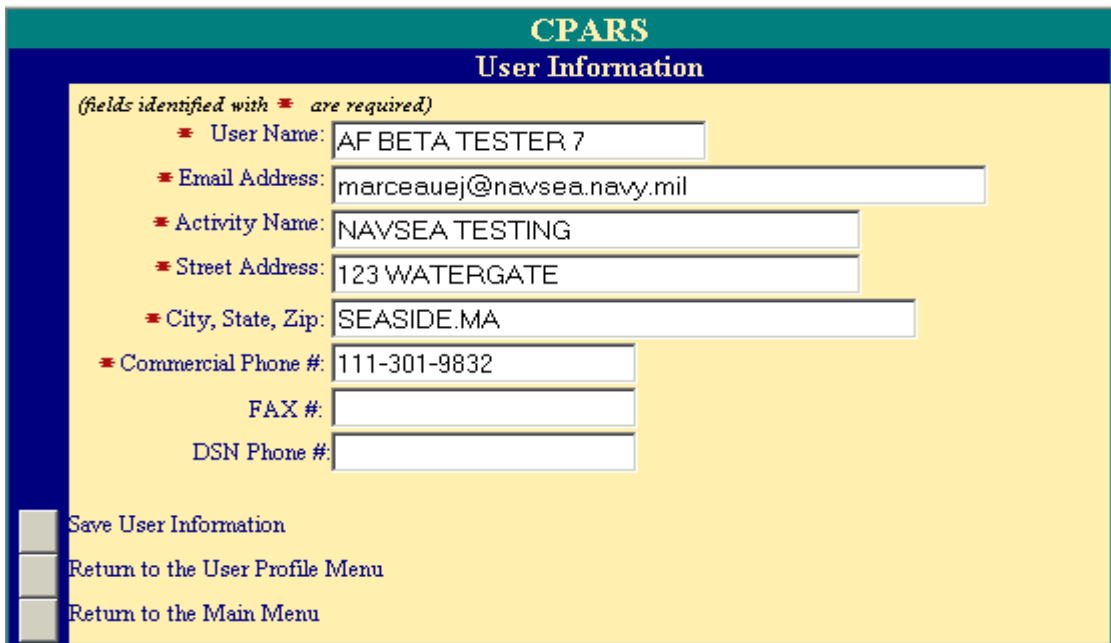 CPARS
User Information
(fields identified with * are required)
* User Name: AF BETA TESTER 7
* Email Address: marceauej@navsea.navy.mil
* Activity Name: NAVSEA TESTING
* Street Address: 123 WATERGATE
* City, State, Zip: SEASIDE.MA
* Commercial Phone #: 111-301-9832
FAX #:
DSN Phone #:
Save User Information
Return to the User Profile Menu
Return to the Main Menu